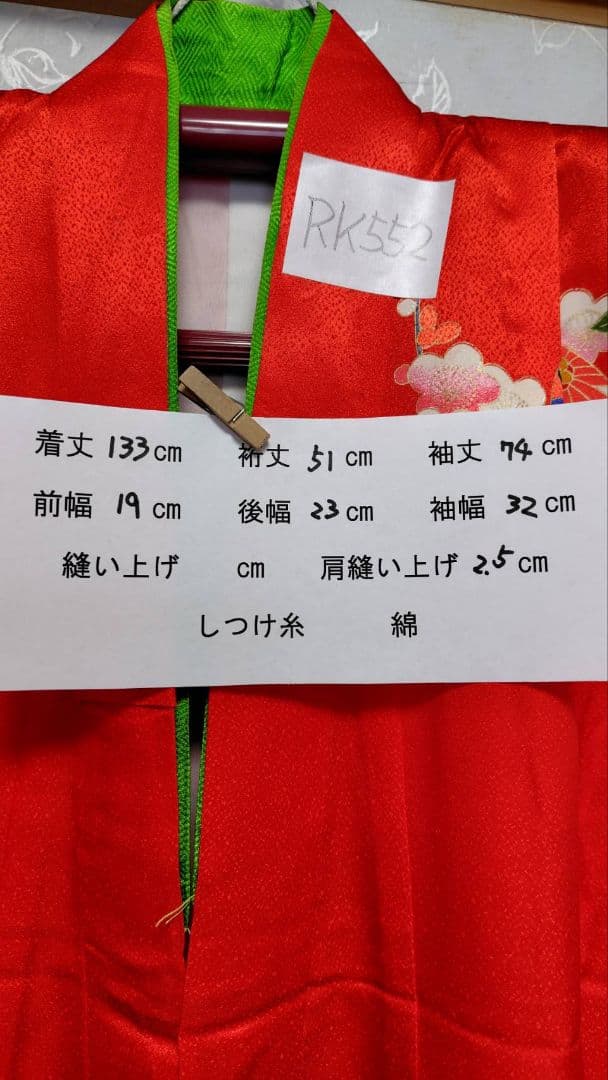 RK552
着丈 133cm 裄丈 51cm 袖丈 74cm
前幅 19cm 後幅 23cm 袖幅 32cm
縫い上げ cm 肩縫い上げ 2.5cm
しつけ糸 綿